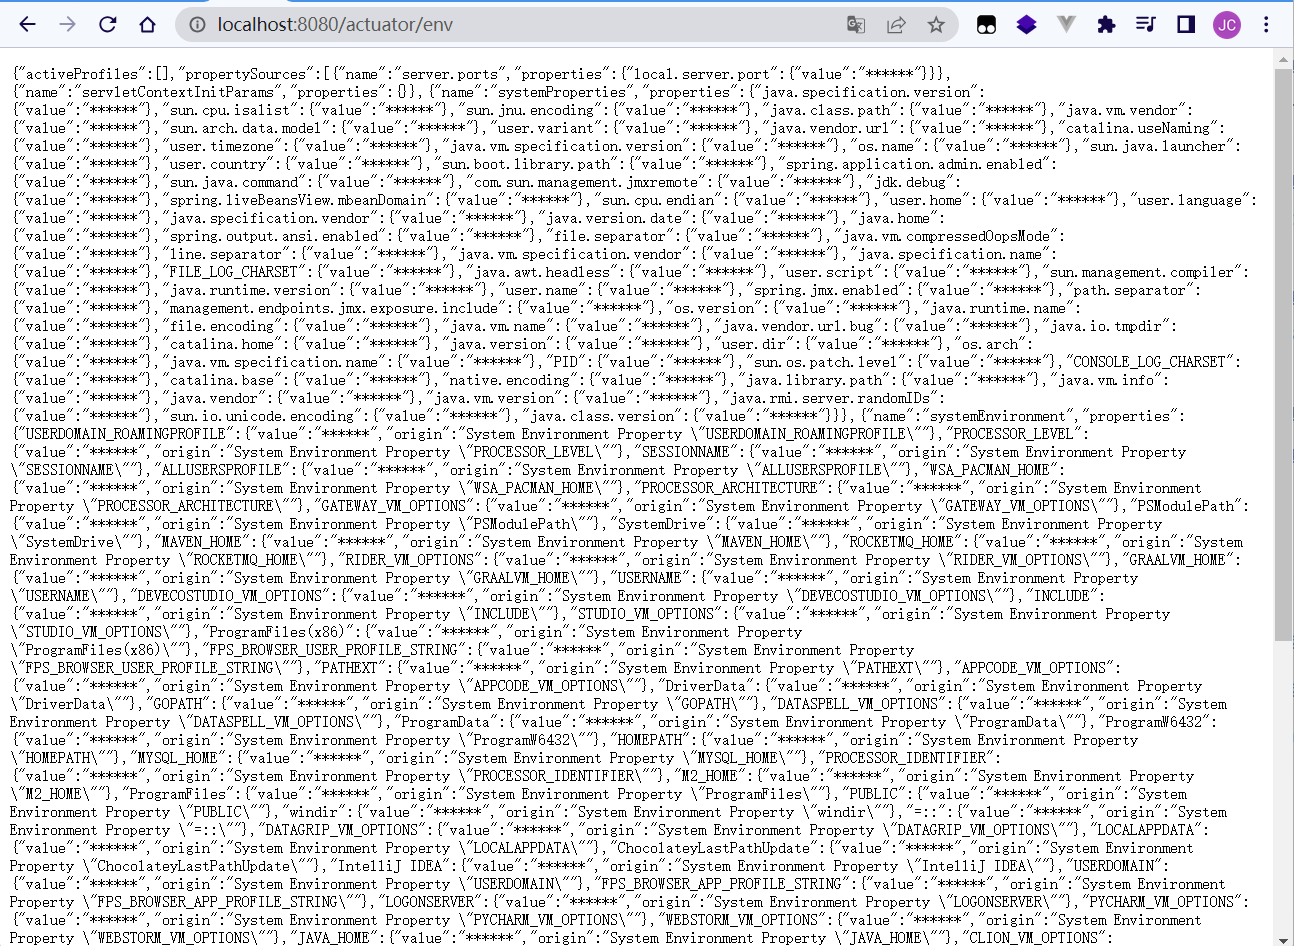 localhost:8080/actuator/env
JC
{"activeProfiles":[],"propertySources":[{"name":"server.ports","properties":{"local.server.port":{"value":"******"}}},
{"name":"servletContextInitParams","properties":{}},{"name":"systemProperties","properties":{"java.specification.version":
{"value":"******"},"sun.cpu.isalist":{"value":"******"},"sun.jnu.encoding":{"value":"******"},"java.class.path":{"value":"******"},"java.vm.vendor":
{"value":"******"},"sun.arch.data.model":{"value":"******"},"user.variant":{"value":"******"},"java.vendor.url":{"value":"******"},"catalina.useNaming":
{"value":"******"},"user.timezone":{"value":"******"},"java.vm.specification.version":{"value":"******"},"os.name":{"value":"******"},"sun.java.launcher":
{"value":"******"},"user.country":{"value":"******"},"sun.boot.library.path":{"value":"******"},"spring.application.admin.enabled":
{"value":"******"},"sun.java.command":{"value":"******"},"com.sun.management.jmxremote":{"value":"******"},"jdk.debug":
{"value":"******"},"spring.liveBeansView.mbeanDomain":{"value":"******"},"sun.cpu.endian":{"value":"******"},"user.home":{"value":"******"},"user.language":
{"value":"******"},"java.specification.vendor":{"value":"******"},"java.version.date":{"value":"******"},"java.home":
{"value":"******"},"spring.output.ansi.enabled":{"value":"******"},"file.separator":{"value":"******"},"java.vm.compressedOopsMode":
{"value":"******"},"line.separator":{"value":"******"},"java.vm.specification.vendor":{"value":"******"},"java.specification.name":
{"value":"******"},"FILE_LOG_CHARSET":{"value":"******"},"java.awt.headless":{"value":"******"},"user.script":{"value":"******"},"sun.management.compiler":
{"value":"******"},"java.runtime.version":{"value":"******"},"user.name":{"value":"******"},"spring.jmx.enabled":{"value":"******"},"path.separator":
{"value":"******"},"management.endpoints.jmx.exposure.include":{"value":"******"},"os.version":{"value":"******"},"java.runtime.name":
{"value":"******"},"file.encoding":{"value":"******"},"java.vm.name":{"value":"******"},"java.vendor.url.bug":{"value":"******"},"java.io.tmpdir":
{"value":"******"},"catalina.home":{"value":"******"},"java.version":{"value":"******"},"user.dir":{"value":"******"},"os.arch":
{"value":"******"},"java.vm.specification.name":{"value":"******"},"PID":{"value":"******"},"sun.os.patch.level":{"value":"******"},"CONSOLE_LOG_CHARSET":
{"value":"******"},"catalina.base":{"value":"******"},"native.encoding":{"value":"******"},"java.library.path":{"value":"******"},"java.vm.info":
{"value":"******"},"java.vendor":{"value":"******"},"java.vm.version":{"value":"******"},"java.rmi.server.randomIDs":
{"value":"******"},"sun.io.unicode.encoding":{"value":"******"},"java.class.version":{"value":"******"}}},{"name":"systemEnvironment","properties":
{"USERDOMAIN_ROAMINGPROFILE":{"value":"******","origin":"System Environment Property \"USERDOMAIN_ROAMINGPROFILE\""},"PROCESSOR_LEVEL":
{"value":"******","origin":"System Environment Property \"PROCESSOR_LEVEL\""},"SESSIONNAME":{"value":"******","origin":"System Environment Property
\"SESSIONNAME\""},"ALLUSERSPROFILE":{"value":"******","origin":"System Environment Property \"ALLUSERSPROFILE\""},"WSA_PACMAN_HOME":
{"value":"******","origin":"System Environment Property \"WSA_PACMAN_HOME\""},"PROCESSOR_ARCHITECTURE":{"value":"******","origin":"System Environment
Property \"PROCESSOR_ARCHITECTURE\""},"GATEWAY_VM_OPTIONS":{"value":"******","origin":"System Environment Property \"GATEWAY_VM_OPTIONS\""},"PSModulePath":
{"value":"******","origin":"System Environment Property \"PSModulePath\""},"SystemDrive":{"value":"******","origin":"System Environment Property
\"SystemDrive\""},"MAVEN_HOME":{"value":"******","origin":"System Environment Property \"MAVEN_HOME\""},"ROCKETMQ_HOME":{"value":"******","origin":"System
Environment Property \"ROCKETMQ_HOME\""},"RIDER_VM_OPTIONS":{"value":"******","origin":"System Environment Property \"RIDER_VM_OPTIONS\""},"GRAALVM_HOME":
{"value":"******","origin":"System Environment Property \"GRAALVM_HOME\""},"USERNAME":{"value":"******","origin":"System Environment Property
\"USERNAME\""},"DEVECOSTUDIO_VM_OPTIONS":{"value":"******","origin":"System Environment Property \"DEVECOSTUDIO_VM_OPTIONS\""},"INCLUDE":
{"value":"******","origin":"System Environment Property \"INCLUDE\""},"STUDIO_VM_OPTIONS":{"value":"******","origin":"System Environment Property
\"STUDIO_VM_OPTIONS\""},"ProgramFiles(x86)":{"value":"******","origin":"System Environment Property
\"ProgramFiles(x86)\""},"FPS_BROWSER_USER_PROFILE_STRING":{"value":"******","origin":"System Environment Property
\"FPS_BROWSER_USER_PROFILE_STRING\""},"PATHEXT":{"value":"******","origin":"System Environment Property \"PATHEXT\""},"APPCODE_VM_OPTIONS":
{"value":"******","origin":"System Environment Property \"APPCODE_VM_OPTIONS\""},"DriverData":{"value":"******","origin":"System Environment Property
\"DriverData\""},"GOPATH":{"value":"******","origin":"System Environment Property \"GOPATH\""},"DATASPELL_VM_OPTIONS":{"value":"******","origin":"System
Environment Property \"DATASPELL_VM_OPTIONS\""},"ProgramData":{"value":"******","origin":"System Environment Property \"ProgramData\""},"ProgramW6432":
{"value":"******","origin":"System Environment Property \"ProgramW6432\""},"HOMEPATH":{"value":"******","origin":"System Environment Property
\"HOMEPATH\""},"MYSQL_HOME":{"value":"******","origin":"System Environment Property \"MYSQL_HOME\""},"PROCESSOR_IDENTIFIER":
{"value":"******","origin":"System Environment Property \"PROCESSOR_IDENTIFIER\""},"M2_HOME":{"value":"******","origin":"System Environment Property
\"M2_HOME\""},"ProgramFiles":{"value":"******","origin":"System Environment Property \"ProgramFiles\""},"PUBLIC":{"value":"******","origin":"System
Environment Property \"PUBLIC\""},"windir":{"value":"******","origin":"System Environment Property \"windir\""},"=::":{"value":"******","origin":"System
Environment Property \"=::\""},"DATAGRIP_VM_OPTIONS":{"value":"******","origin":"System Environment Property \"DATAGRIP_VM_OPTIONS\""},"LOCALAPPDATA":
{"value":"******","origin":"System Environment Property \"LOCALAPPDATA\""},"ChocolateyLastPathUpdate":{"value":"******","origin":"System Environment
Property \"ChocolateyLastPathUpdate\""},"IntelliJ IDEA":{"value":"******","origin":"System Environment Property \"IntelliJ IDEA\""},"USERDOMAIN":
{"value":"******","origin":"System Environment Property \"USERDOMAIN\""},"FPS_BROWSER_APP_PROFILE_STRING":{"value":"******","origin":"System Environment
Property \"FPS_BROWSER_APP_PROFILE_STRING\""},"LOGONSERVER":{"value":"******","origin":"System Environment Property \"LOGONSERVER\""},"PYCHARM_VM_OPTIONS":
{"value":"******","origin":"System Environment Property \"PYCHARM_VM_OPTIONS\""},"WEBSTORM_VM_OPTIONS":{"value":"******","origin":"System Environment
Property \"WEBSTORM_VM_OPTIONS\""},"JAVA_HOME":{"value":"******","origin":"System Environment Property \"JAVA_HOME\""},"CLION_VM_OPTIONS":